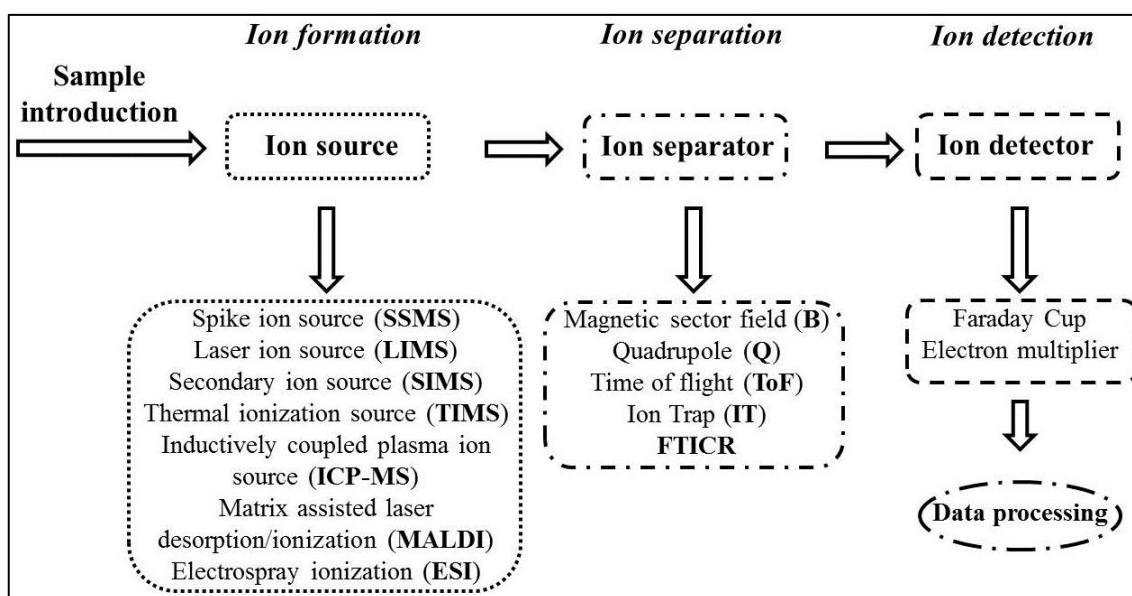 Ion formation
Ion separation
Ion detection
Sample
introduction
Ion source
Ion separator
Ion detector
Spike ion source (SSMS)
Laser ion source (LIMS)
Secondary ion source (SIMS)
Thermal ionization source (TIMS)
Inductively coupled plasma ion
source (ICP-MS)
Matrix assisted laser
desorption/ionization (MALDI)
Electrospray ionization (ESI)
Magnetic sector field (B)
Quadrupole (Q)
Time of flight (ToF)
Ion Trap (IT)
FTICR
Faraday Cup
Electron multiplier
Data processing